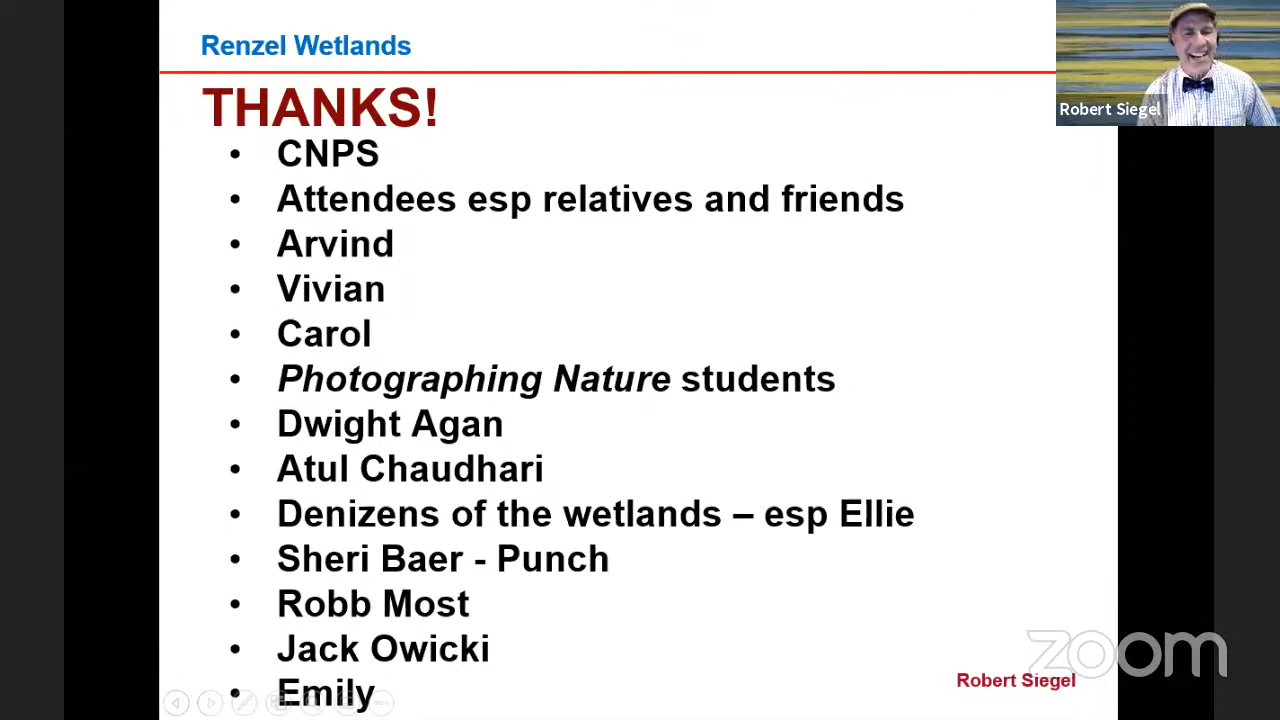 Renzel Wetlands
THANKS!
• CNPS
• Attendees esp relatives and friends
• Arvind
• Vivian
• Carol
• Photographing Nature students
• Dwight Agan
• Atul Chaudhari
• Denizens of the wetlands – esp Ellie
• Sheri Baer - Punch
• Robb Most
• Jack Owicki
• Emily
Robert Siegel
Robert Siegel
zoom